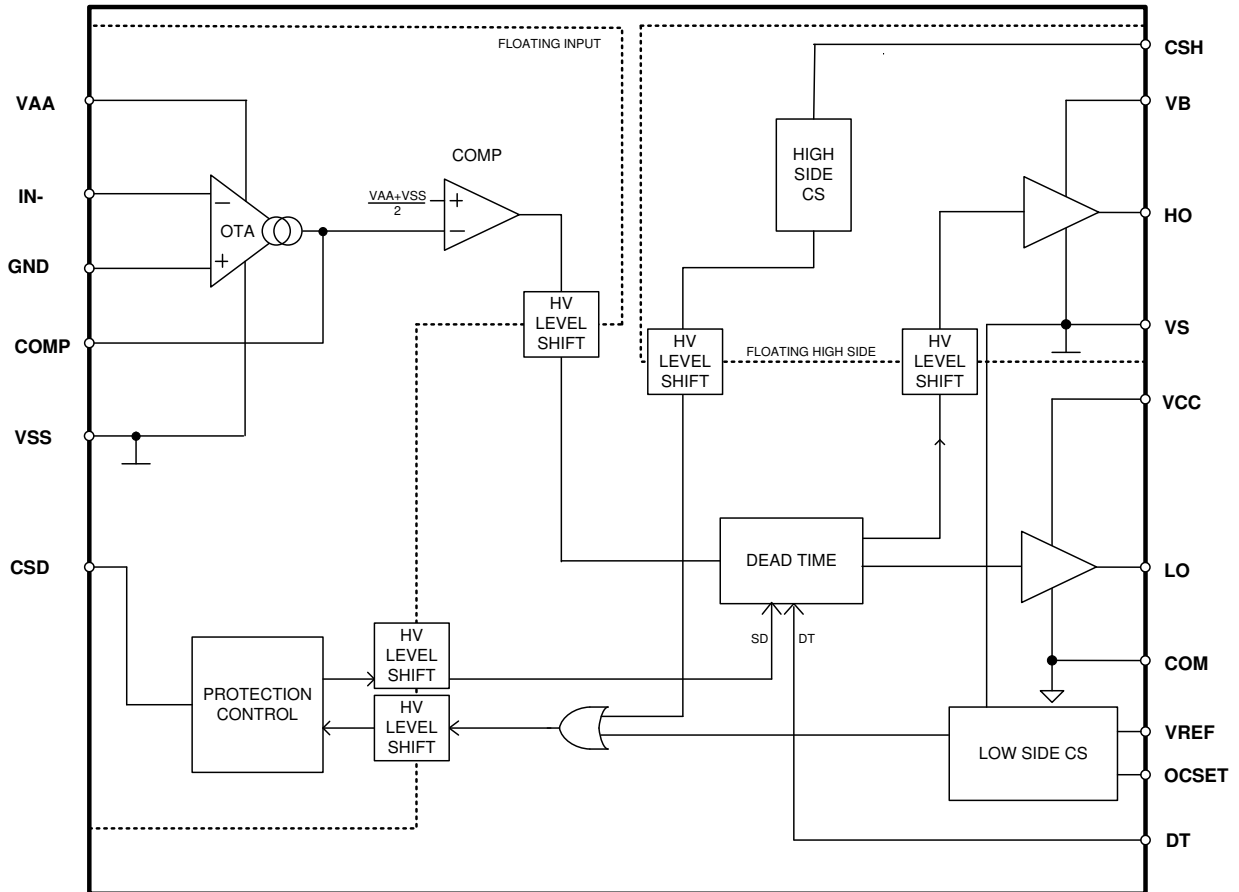 FLOATING INPUT
CSH
VAA
VB
HIGH
SIDE
CS
COMP
IN-
−
VAA+VSS
2
+
−
OTA
HO
GND
+
HV
LEVEL
SHIFT
VS
COMP
HV
LEVEL
SHIFT
FLOATING HIGH SIDE
HV
LEVEL
SHIFT
VCC
VSS
CSD
DEAD TIME
LO
SD
DT
HV
LEVEL
SHIFT
COM
PROTECTION
CONTROL
HV
LEVEL
SHIFT
LOW SIDE CS
VREF
OCSET
DT